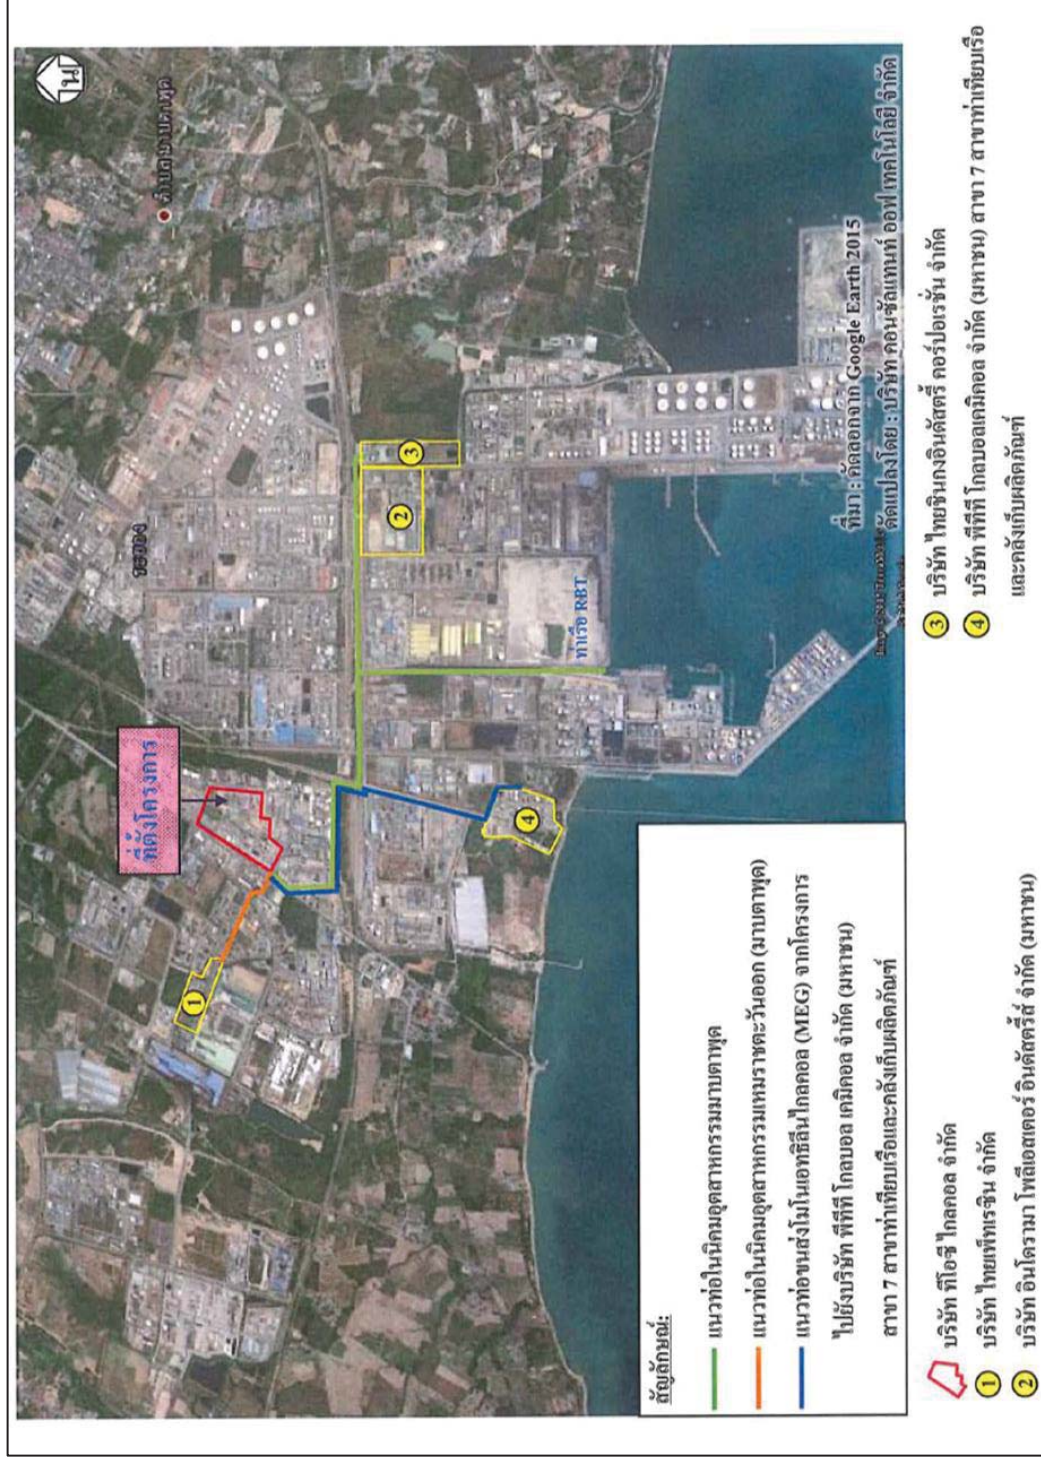 น
ตำบล มาบตาพุด
ระยอง
ที่ตั้งโครงการ
1
2
3
4
ท่าเรือ RBT
ที่มา : คัดลอกจาก Google Earth 2015
ดัดแปลงโดย : บริษัท คอนซัลแทนท์ ออฟ เทคโนโลยี จำกัด
สัญลักษณ์:
แนวท่อในนิคมอุตสาหกรรมมาบตาพุด
แนวท่อในนิคมอุตสาหกรรมเหมราชตะวันออก (มาบตาพุด)
แนวท่อขนส่งโมโนเอทธิลีนไกลคอล (MEG) จากโครงการ
ไปยังบริษัท พีทีที โกลบอล เคมิคอล จำกัด (มหาชน)
สาขา 7 สาขาท่าเทียบเรือและคลังเก็บผลิตภัณฑ์
บริษัท ทีโอซี ไกลคอล จำกัด
1 บริษัท ไทยเพ็ทเรซิน จำกัด
2 บริษัท อินโดรามา โพลีเอสเตอร์ อินดัสตรี้ส์ จำกัด (มหาชน)
3 บริษัท ไทยชินกงอินดัสตรี คอร์ปอเรชั่น จำกัด
4 บริษัท พีทีที โกลบอลเคมิคอล จำกัด (มหาชน) สาขา 7 สาขาท่าเทียบเรือ
และคลังเก็บผลิตภัณฑ์